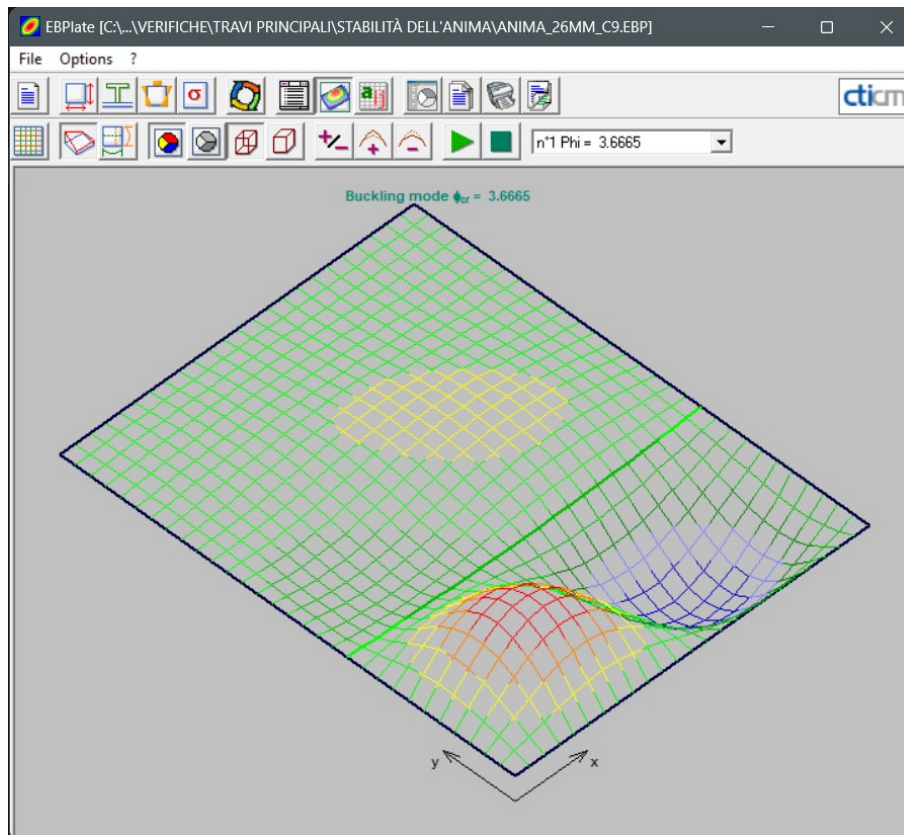 EBPlate [C:\...\VERIFICHE\TRAVI PRINCIPALI\STABILITÀ DELL'ANIMA\ANIMA_26MM_C9.EBP]
File Options ?
σ
aij
cticm
+/-
+
-
n°1 Phi = 3.6665
Buckling mode ϕcr = 3.6665
y
x